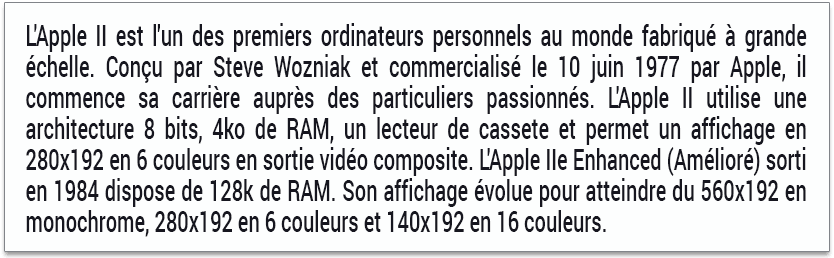 L'Apple II est l'un des premiers ordinateurs personnels au monde fabriqué à grande
échelle. Conçu par Steve Wozniak et commercialisé le 10 juin 1977 par Apple, il
commence sa carrière auprès des particuliers passionnés. L'Apple II utilise une
architecture 8 bits, 4ko de RAM, un lecteur de cassete et permet un affichage en
280x192 en 6 couleurs en sortie vidéo composite. L'Apple IIe Enhanced (Amélioré) sorti
en 1984 dispose de 128k de RAM. Son affichage évolue pour atteindre du 560x192 en
monochrome, 280x192 en 6 couleurs et 140x192 en 16 couleurs.